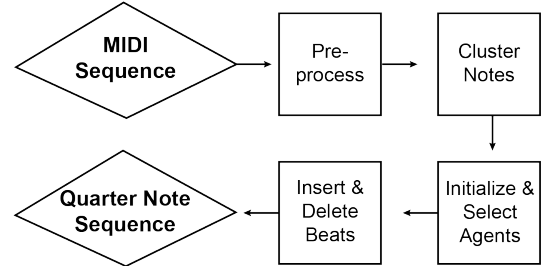 MIDI
Sequence
Pre-
process
Cluster
Notes
Initialize &
Select
Agents
Insert &
Delete
Beats
Quarter Note
Sequence